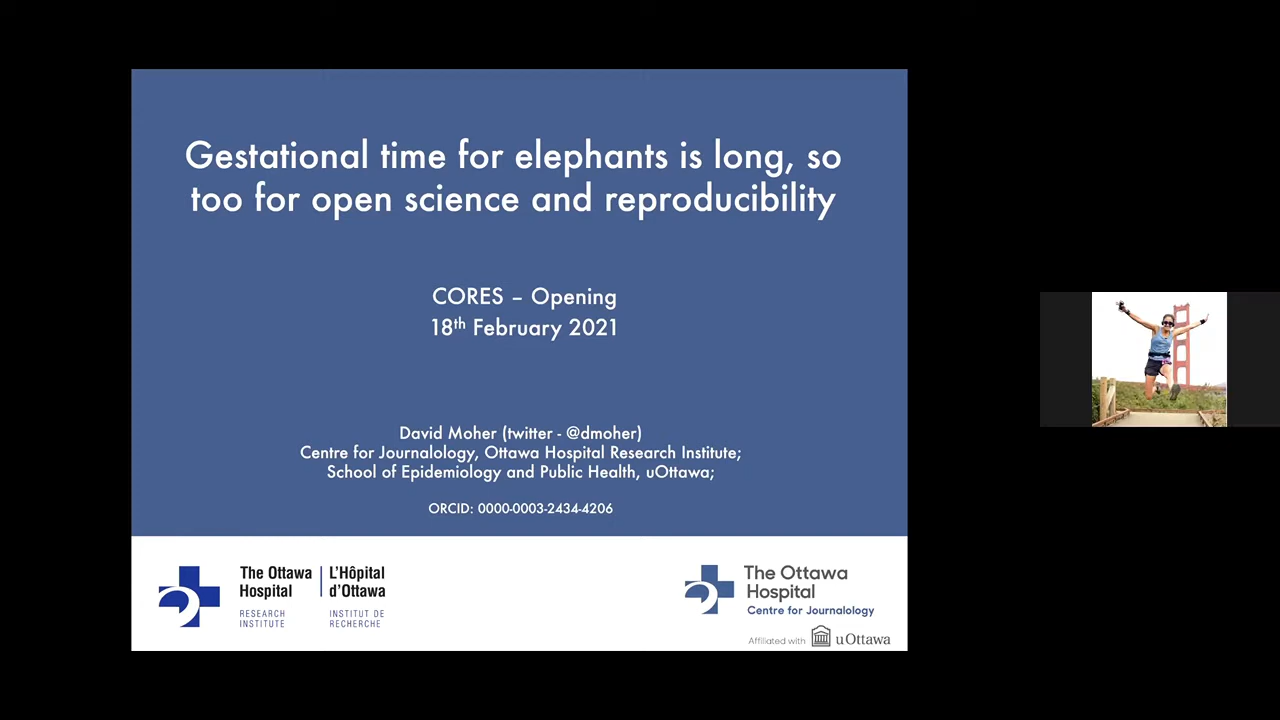 Gestational time for elephants is long, so
too for open science and reproducibility
CORES – Opening
18th February 2021
David Moher (twitter - @dmoher)
Centre for Journalology, Ottawa Hospital Research Institute;
School of Epidemiology and Public Health, uOttawa;
ORCID: 0000-0003-2434-4206
The Ottawa
Hospital
RESEARCH
INSTITUTE
L'Hôpital
d'Ottawa
INSTITUT DE
RECHERCHE
The Ottawa
Hospital
Centre for Journalology
Affiliated with uOttawa